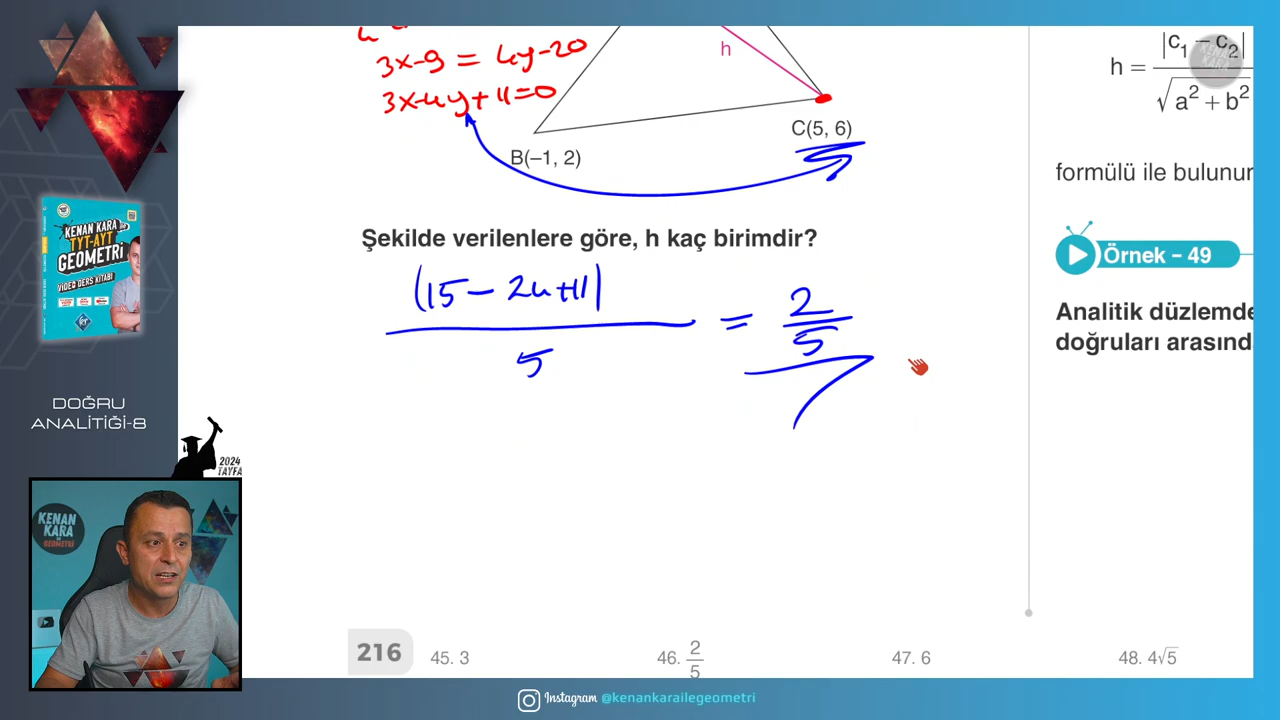 3x-9 = 4y-20
3x-4y+11=0
h
B(–1, 2)
C(5, 6)
Şekilde verilenlere göre, h kaç birimdir?
|15 - 24+11|
5
=
2
5
h = |c₁ – c₂|
√a² + b²
formülü ile bulunur
Örnek – 49
Analitik düzlemde
doğruları arasınd
KENAN KARA
TYT-AYT
GEOMETRİ
VİDEO DERS KİTABI
DOĞRU
ANALİTİĞİ-8
2024
TAYFA
KENAN
KARA
GEOMETRİ
216
45. 3
46. 2/5
47. 6
48. 4√5
Instagram @kenankarailegeometri